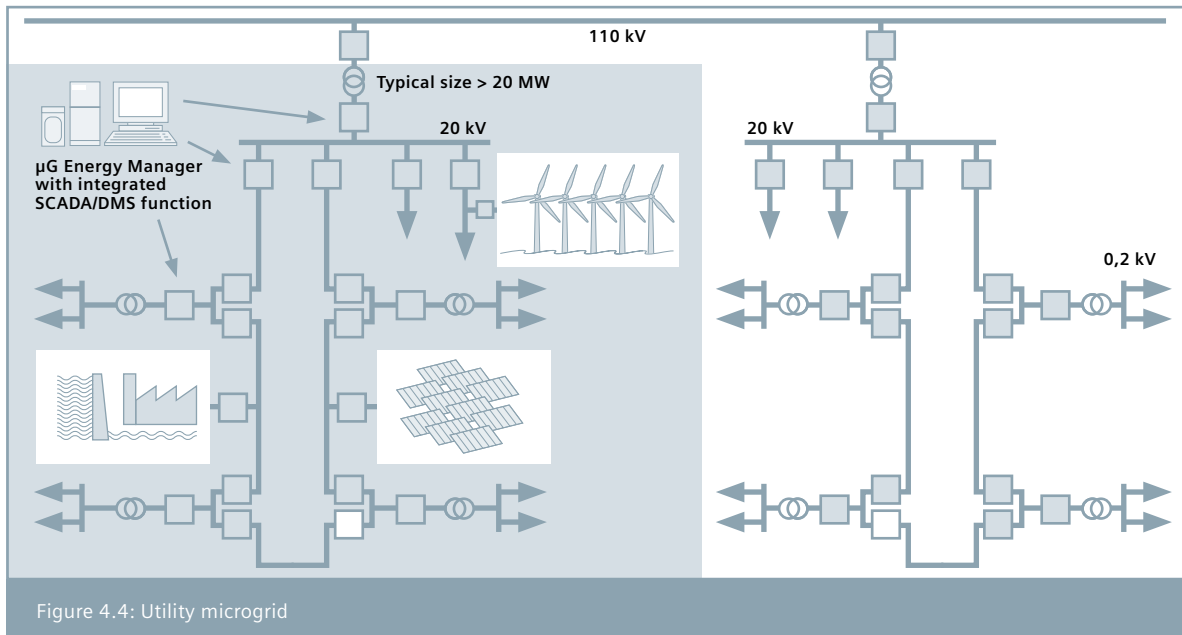 110 kV
Typical size > 20 MW
20 kV
20 kV
µG Energy Manager
with integrated
SCADA/DMS function
0,2 kV
Figure 4.4: Utility microgrid